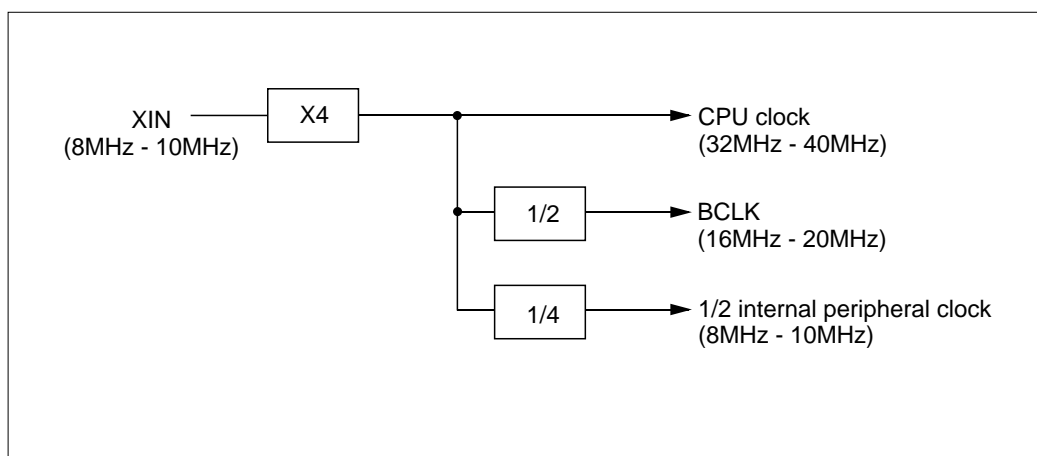 XIN
(8MHz - 10MHz)
X4
CPU clock
(32MHz - 40MHz)
1/2
BCLK
(16MHz - 20MHz)
1/4
1/2 internal peripheral clock
(8MHz - 10MHz)